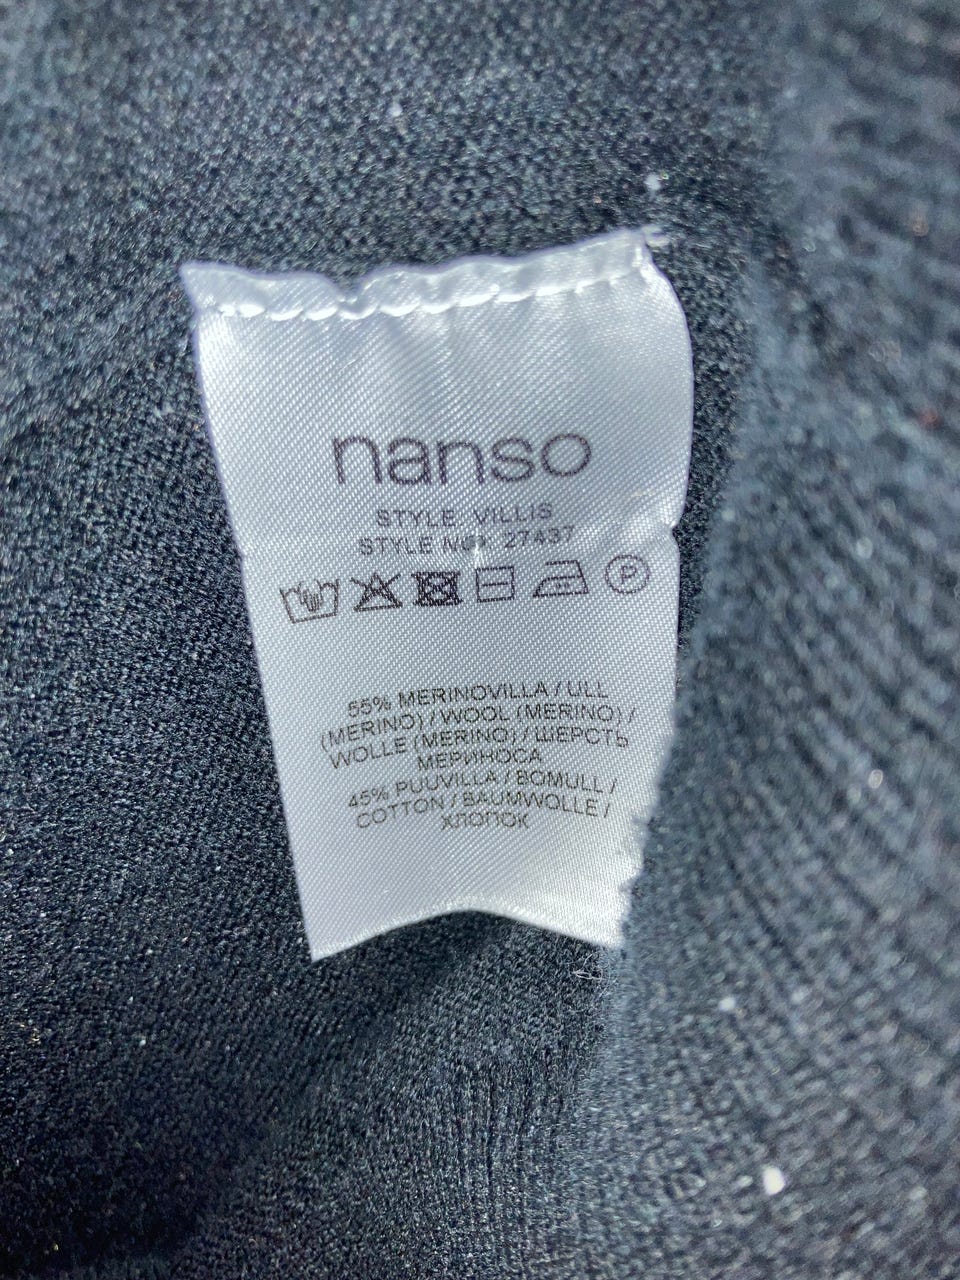 nanso
STYLE VILLIS
STYLE NO: 27437
P
55% MERINOVILLA / ULL
(MERINO) / WOOL (MERINO) /
WOLLE (MERINO) / ШЕРСТЬ
МЕРИНОСА
45% PUUVILLA / BOMULL /
COTTON / BAUMWOLLE /
ХЛОПОК